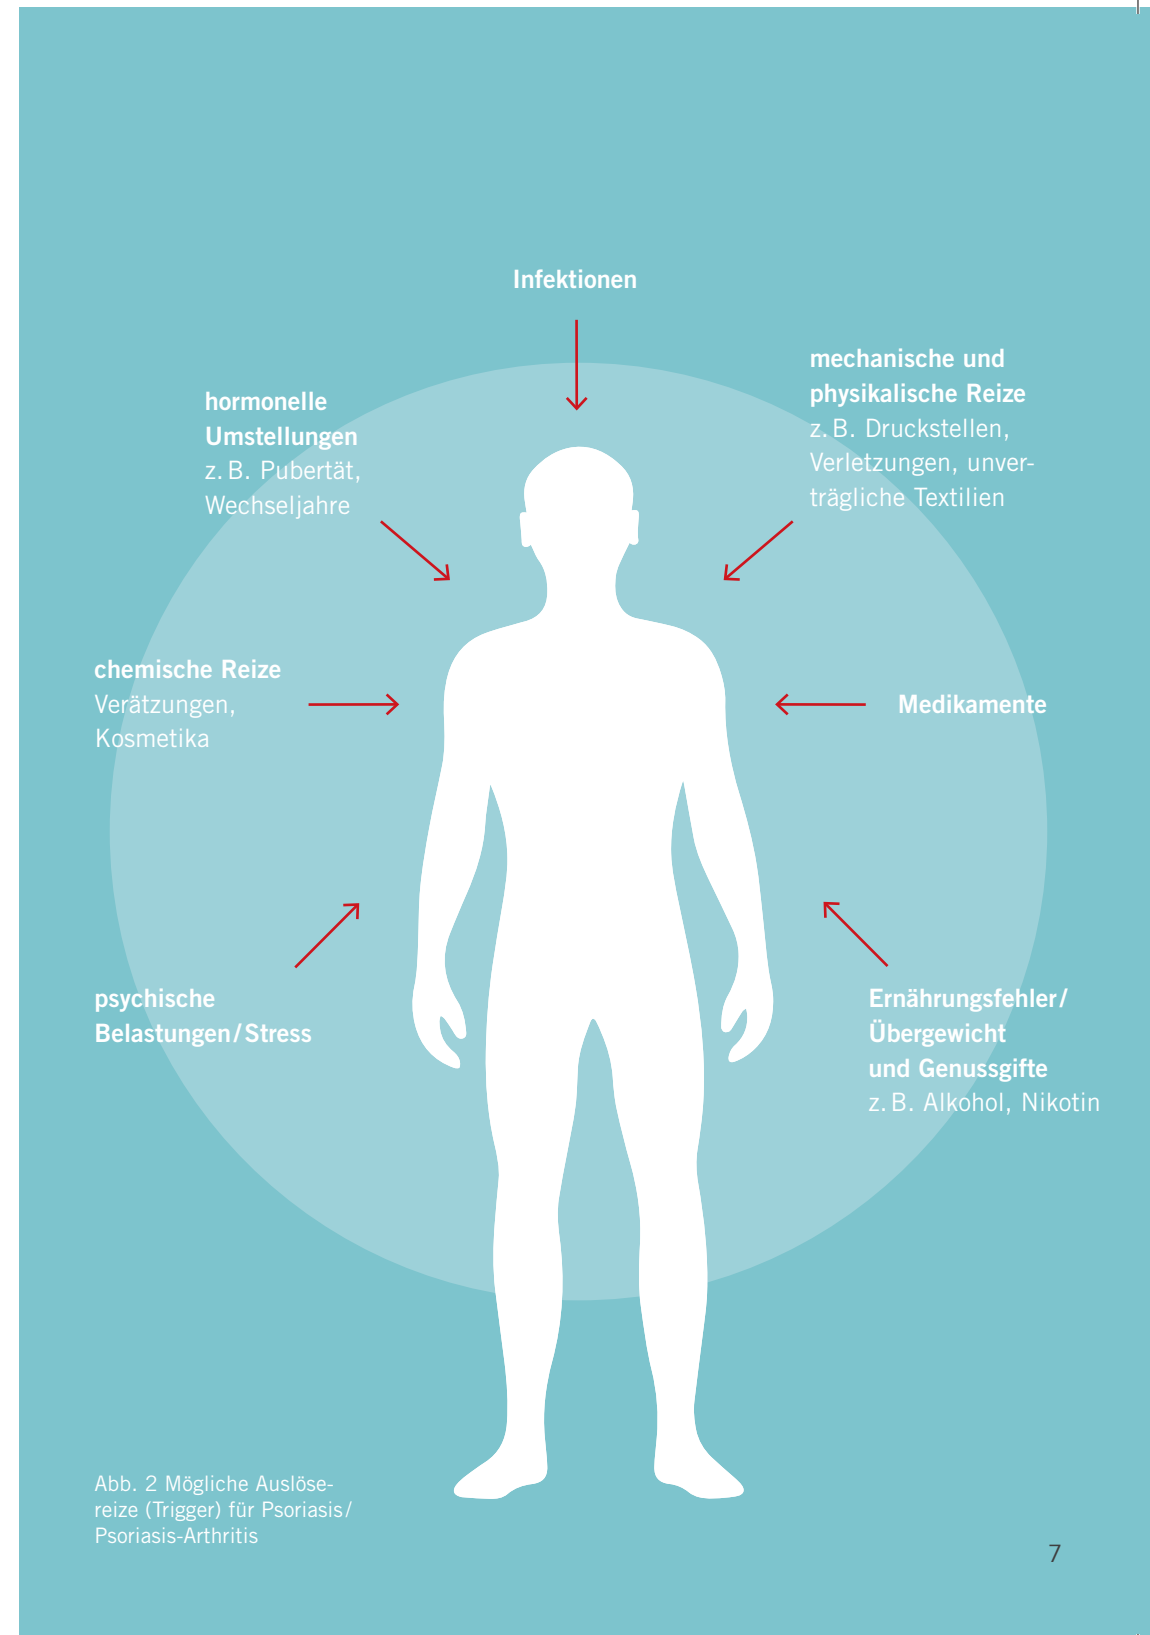 Infektionen
mechanische und
physikalische Reize
z. B. Druckstellen,
Verletzungen, unver-
trägliche Textilien
hormonelle
Umstellungen
z. B. Pubertät,
Wechseljahre
chemische Reize
Verätzungen,
Kosmetika
Medikamente
psychische
Belastungen/Stress
Ernährungsfehler/
Übergewicht
und Genussgifte
z. B. Alkohol, Nikotin
Abb. 2 Mögliche Auslöse-
reize (Trigger) für Psoriasis/
Psoriasis-Arthritis
7